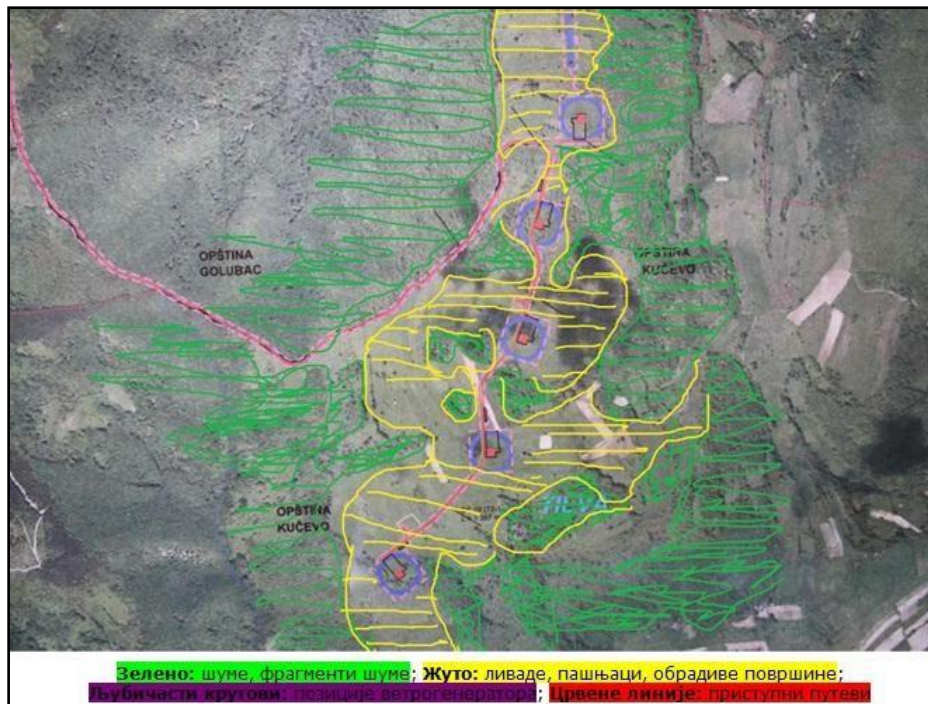 OPŠTINA
GOLUBAC
OPŠTINA
KUČEVO
OPŠTINA
KUČEVO
Зелено: шуме, фрагменти шуме; Жуто: ливаде, пашњаци, обрадиве површине;
Љубичасти кругови: позиције ветрогенератора; Црвене линије: приступни путеви